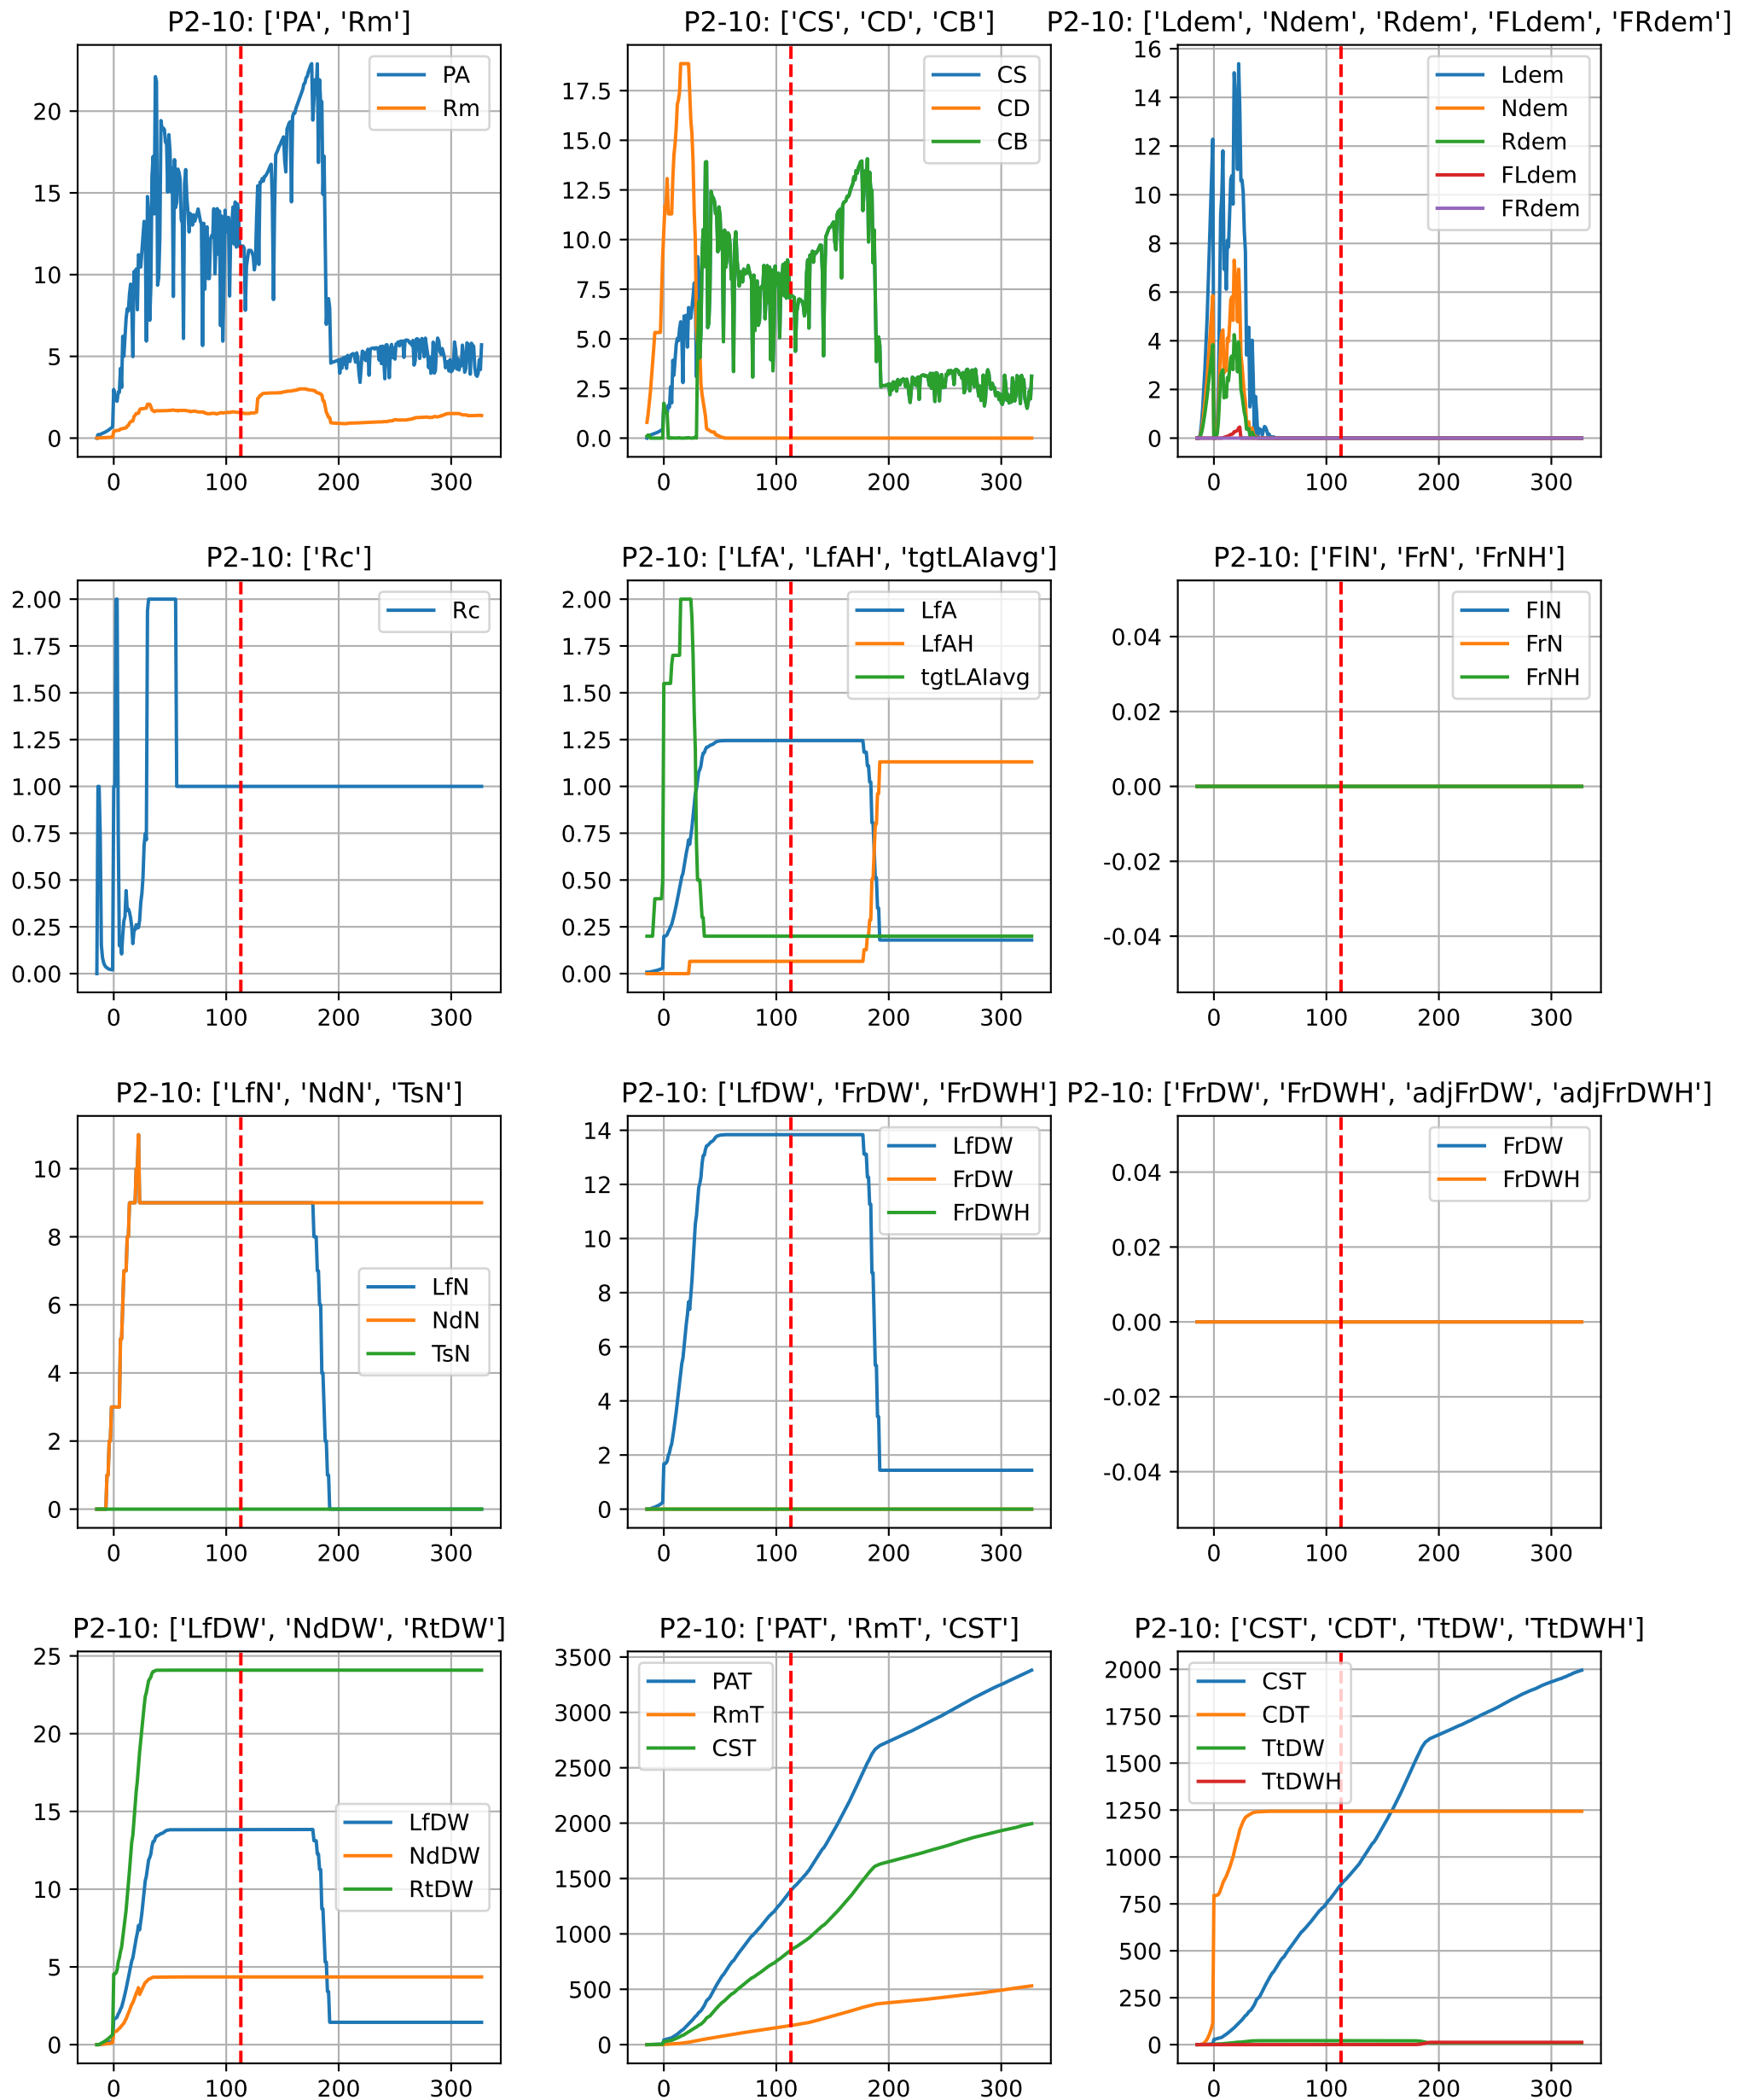 P2-10: ['PA', 'Rm']
20
15
10
5
0
0 100 200 300
PA
Rm
P2-10: ['CS', 'CD', 'CB']
17.5
15.0
12.5
10.0
7.5
5.0
2.5
0.0
0 100 200 300
CS
CD
CB
P2-10: ['Ldem', 'Ndem', 'Rdem', 'FLdem', 'FRdem']
16
14
12
10
8
6
4
2
0
0 100 200 300
Ldem
Ndem
Rdem
FLdem
FRdem
P2-10: ['Rc']
2.00
1.75
1.50
1.25
1.00
0.75
0.50
0.25
0.00
0 100 200 300
Rc
P2-10: ['LfA', 'LfAH', 'tgtLAIavg']
2.00
1.75
1.50
1.25
1.00
0.75
0.50
0.25
0.00
0 100 200 300
LfA
LfAH
tgtLAIavg
P2-10: ['FlN', 'FrN', 'FrNH']
0.04
0.02
0.00
-0.02
-0.04
0 100 200 300
FlN
FrN
FrNH
P2-10: ['LfN', 'NdN', 'TsN']
10
8
6
4
2
0
0 100 200 300
LfN
NdN
TsN
P2-10: ['LfDW', 'FrDW', 'FrDWH']
14
12
10
8
6
4
2
0
0 100 200 300
LfDW
FrDW
FrDWH
P2-10: ['FrDW', 'FrDWH', 'adjFrDW', 'adjFrDWH']
0.04
0.02
0.00
-0.02
-0.04
0 100 200 300
FrDW
FrDWH
P2-10: ['LfDW', 'NdDW', 'RtDW']
25
20
15
10
5
0
0 100 200 300
LfDW
NdDW
RtDW
P2-10: ['PAT', 'RmT', 'CST']
3500
3000
2500
2000
1500
1000
500
0
0 100 200 300
PAT
RmT
CST
P2-10: ['CST', 'CDT', 'TtDW', 'TtDWH']
2000
1750
1500
1250
1000
750
500
250
0
0 100 200 300
CST
CDT
TtDW
TtDWH